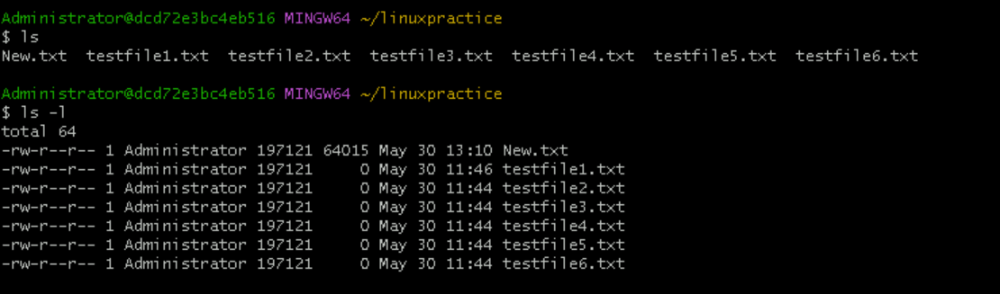 Administrator@dcd72e3bc4eb516 MINGW64 ~/linuxpractice
$ ls
New.txt  testfile1.txt  testfile2.txt  testfile3.txt  testfile4.txt  testfile5.txt  testfile6.txt
Administrator@dcd72e3bc4eb516 MINGW64 ~/linuxpractice
$ ls -l
total 64
-rw-r--r-- 1 Administrator 197121 64015 May 30 13:10 New.txt
-rw-r--r-- 1 Administrator 197121     0 May 30 11:46 testfile1.txt
-rw-r--r-- 1 Administrator 197121     0 May 30 11:44 testfile2.txt
-rw-r--r-- 1 Administrator 197121     0 May 30 11:44 testfile3.txt
-rw-r--r-- 1 Administrator 197121     0 May 30 11:44 testfile4.txt
-rw-r--r-- 1 Administrator 197121     0 May 30 11:44 testfile5.txt
-rw-r--r-- 1 Administrator 197121     0 May 30 11:44 testfile6.txt